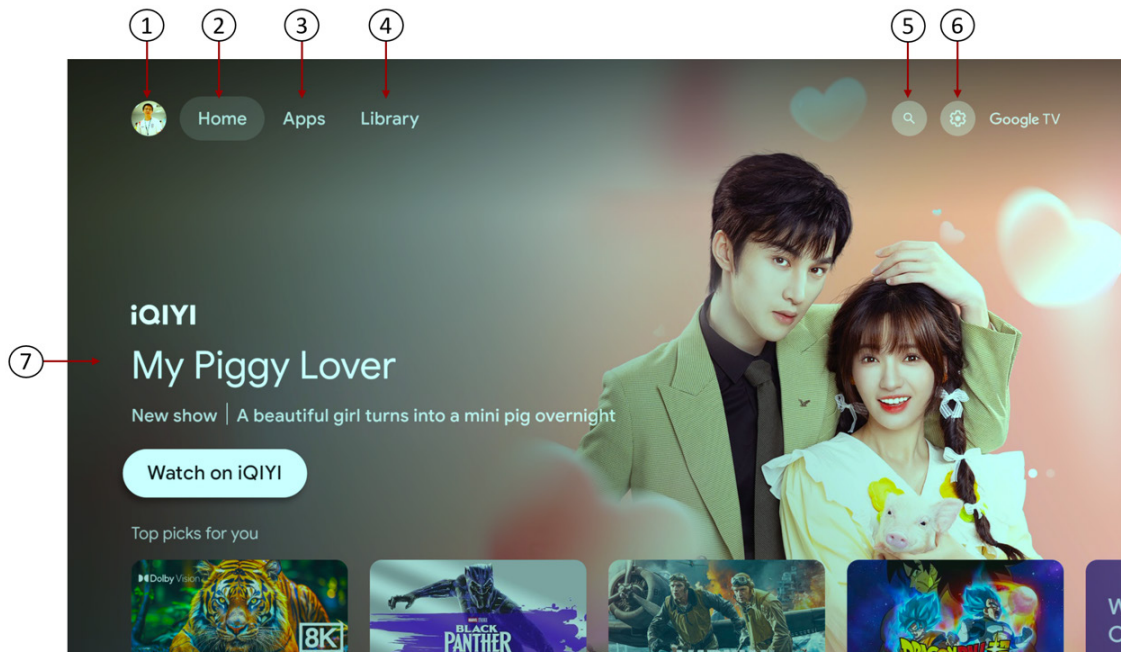 1 2 3 4 5 6
Home Apps Library Google TV
iQIYI
7
My Piggy Lover
New show | A beautiful girl turns into a mini pig overnight
Watch on iQIYI
Top picks for you
Dolby Vision
8K
BLACK
PANTHER
DRAGONBALL